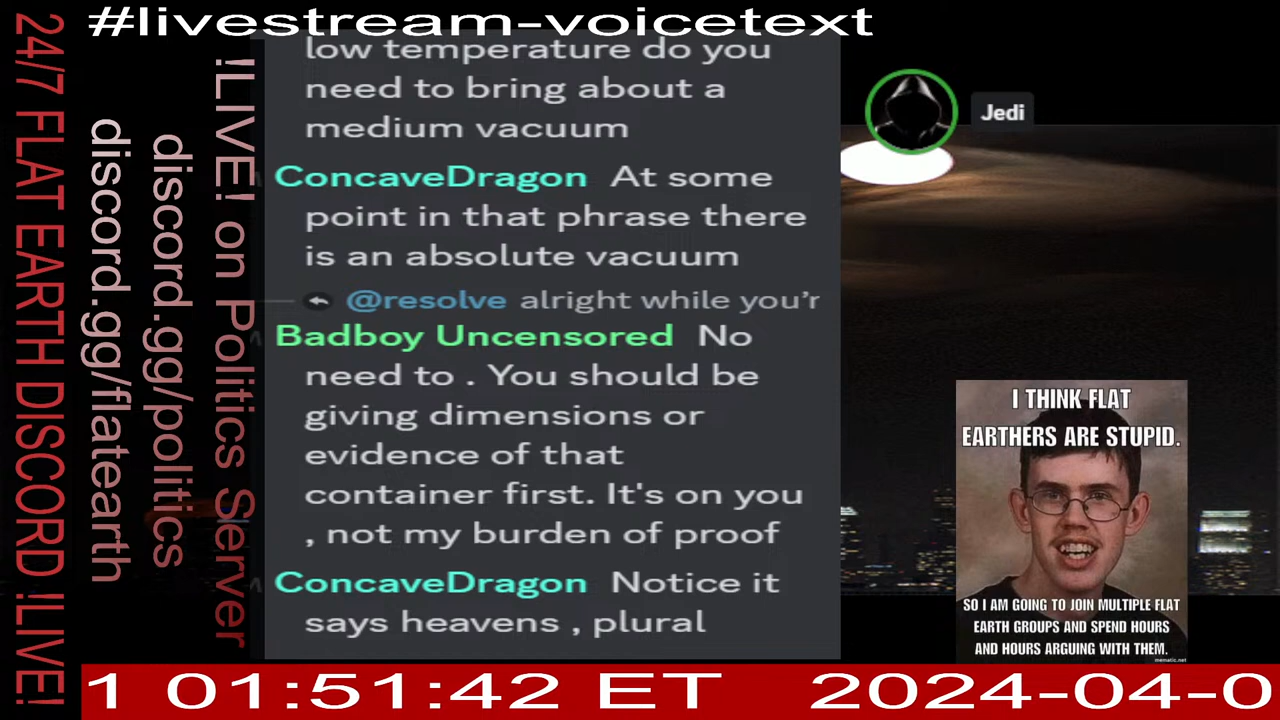 #livestream-voicetext
24/7 FLAT EARTH DISCORD !LIVE!
discord.gg/flatearth
discord.gg/politics
!LIVE! on Politics Server
low temperature do you
need to bring about a
medium vacuum
ConcaveDragon At some
point in that phrase there
is an absolute vacuum
@resolve alright while you'r
Badboy Uncensored No
need to . You should be
giving dimensions or
evidence of that
container first. It's on you
, not my burden of proof
ConcaveDragon Notice it
says heavens , plural
Jedi
I THINK FLAT
EARTHERS ARE STUPID.
SO I AM GOING TO JOIN MULTIPLE FLAT
EARTH GROUPS AND SPEND HOURS
AND HOURS ARGUING WITH THEM.
mematic.net
1 01:51:42 ET 2024-04-0